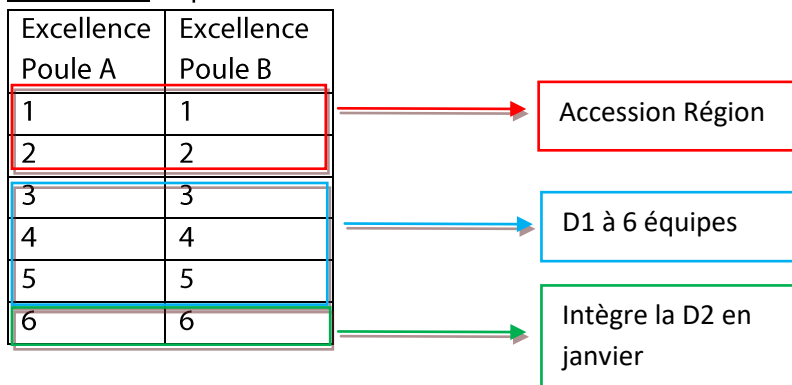 Excellence Poule A Excellence Poule B
1 1
2 2
3 3
4 4
5 5
6 6
Accession Région
D1 à 6 équipes
Intègre la D2 en
janvier